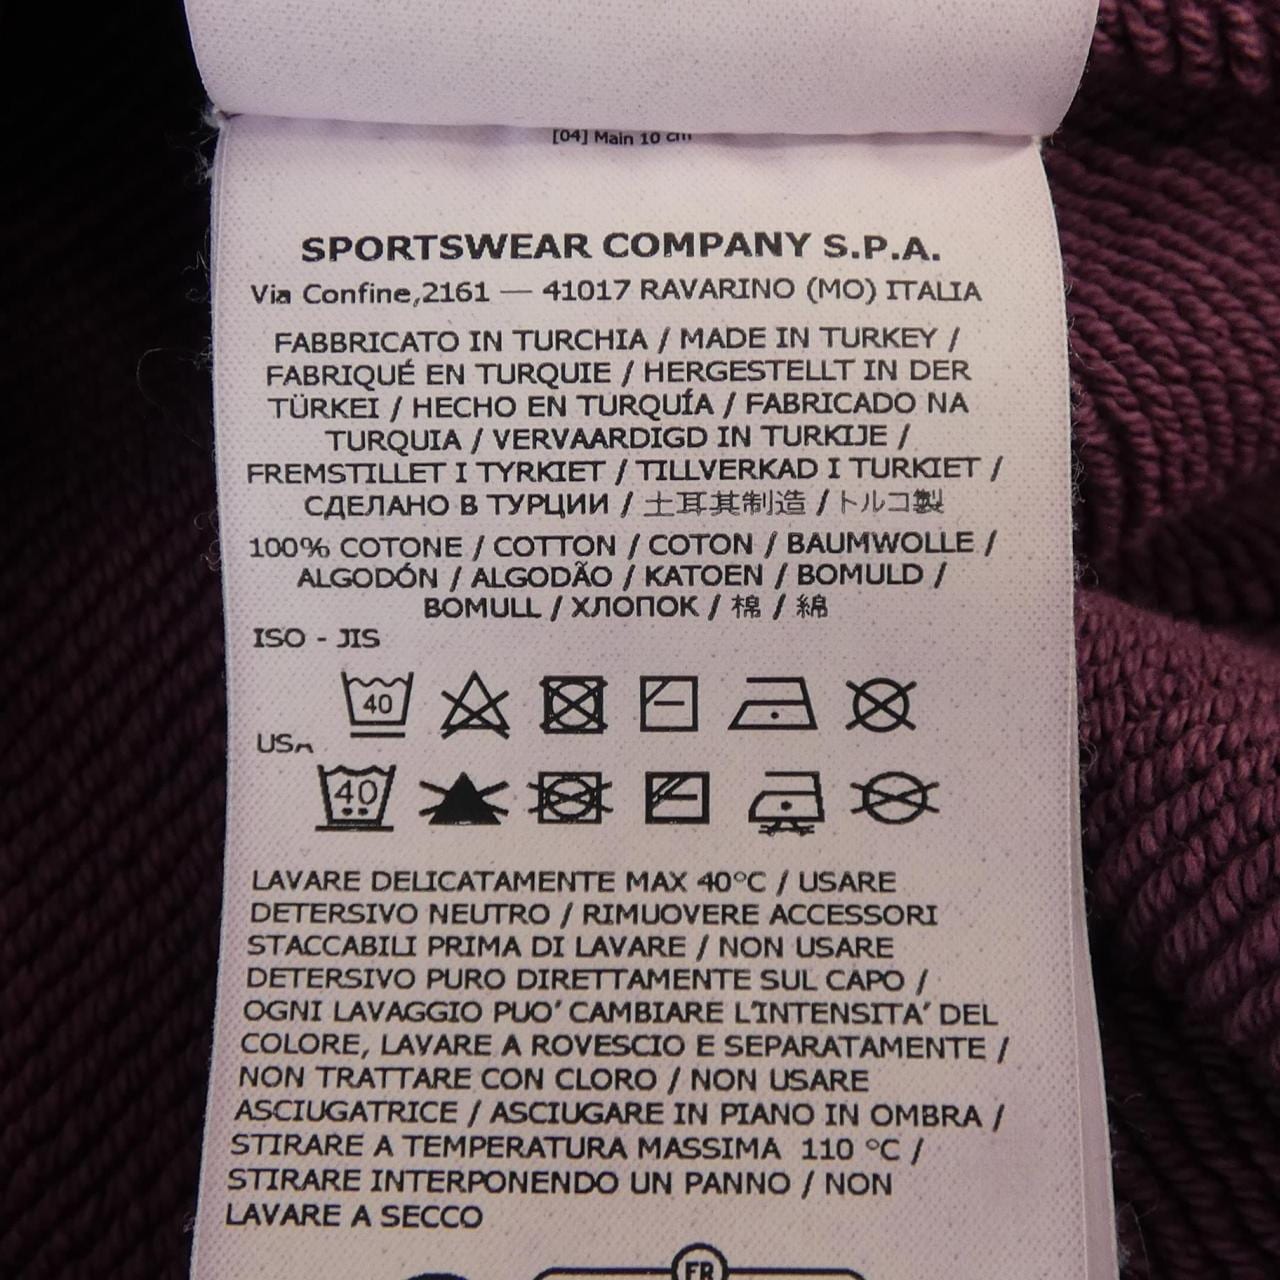 [04] Main 10 cm
SPORTSWEAR COMPANY S.P.A.
Via Confine,2161 — 41017 RAVARINO (MO) ITALIA
FABBRICATO IN TURCHIA / MADE IN TURKEY /
FABRIQUÉ EN TURQUIE / HERGESTELLT IN DER
TÜRKEI / HECHO EN TURQUÍA / FABRICADO NA
TURQUIA / VERVAARDIGD IN TURKIJE /
FREMSTILLET I TYRKIET / TILLVERKAD I TURKIET /
СДЕЛАНО В ТУРЦИИ / 土耳其制造 / トルコ製
100% COTONE / COTTON / COTON / BAUMWOLLE /
ALGODÓN / ALGODÃO / KATOEN / BOMULD /
BOMULL / ХЛОПОК / 棉 / 綿
ISO - JIS
40
USA
40
LAVARE DELICATAMENTE MAX 40°C / USARE
DETERSIVO NEUTRO / RIMUOVERE ACCESSORI
STACCABILI PRIMA DI LAVARE / NON USARE
DETERSIVO PURO DIRETTAMENTE SUL CAPO /
OGNI LAVAGGIO PUO' CAMBIARE L'INTENSITA' DEL
COLORE, LAVARE A ROVESCIO E SEPARATAMENTE /
NON TRATTARE CON CLORO / NON USARE
ASCIUGATRICE / ASCIUGARE IN PIANO IN OMBRA /
STIRARE A TEMPERATURA MASSIMA 110 °C /
STIRARE INTERPONENDO UN PANNO / NON
LAVARE A SECCO
FR